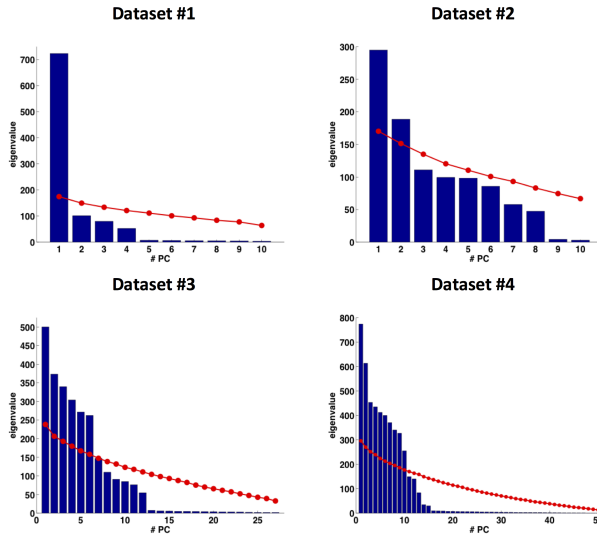 Dataset #1
700
600
500
400
300
200
100
0
eigenvalue
1 2 3 4 5 6 7 8 9 10
# PC
Dataset #2
300
250
200
150
100
50
0
eigenvalue
1 2 3 4 5 6 7 8 9 10
# PC
Dataset #3
500
450
400
350
300
250
200
150
100
50
0
eigenvalue
0 5 10 15 20 25
# PC
Dataset #4
800
700
600
500
400
300
200
100
0
eigenvalue
0 10 20 30 40 50
# PC